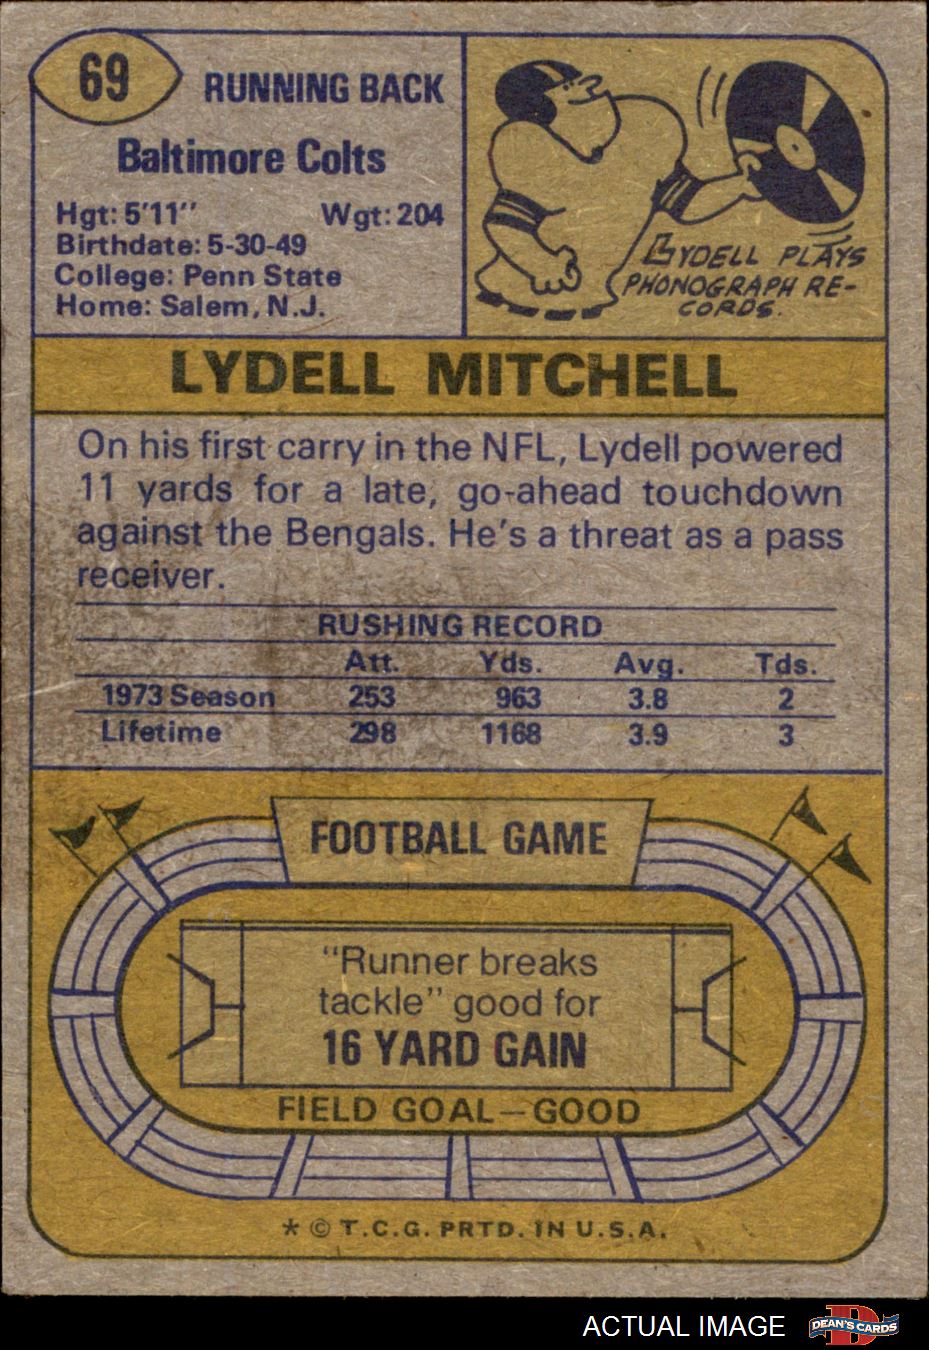 69
RUNNING BACK
Baltimore Colts
Hgt: 5'11" Wgt: 204
Birthdate: 5-30-49
College: Penn State
Home: Salem, N.J.
LYDELL PLAYS
PHONOGRAPH RE-
CORDS.
LYDELL MITCHELL
On his first carry in the NFL, Lydell powered
11 yards for a late, go-ahead touchdown
against the Bengals. He's a threat as a pass
receiver.
RUSHING RECORD
Att. Yds. Avg. Tds.
1973 Season 253 963 3.8 2
Lifetime 298 1168 3.9 3
FOOTBALL GAME
"Runner breaks
tackle" good for
16 YARD GAIN
FIELD GOAL—GOOD
* © T.C.G. PRTD. IN U.S.A.
ACTUAL IMAGE
D
DEAN'S CARDS